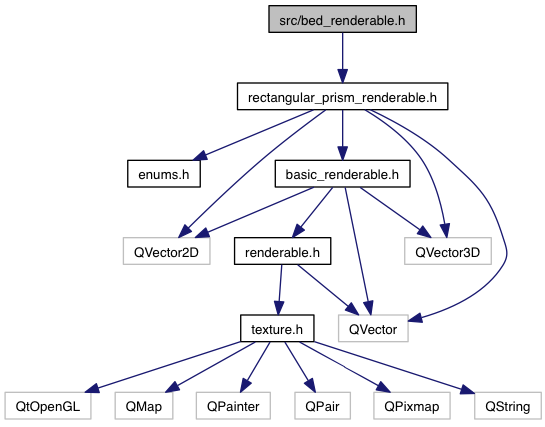 src/bed_renderable.h
rectangular_prism_renderable.h
enums.h
basic_renderable.h
QVector2D
renderable.h
QVector3D
texture.h
QVector
QtOpenGL
QMap
QPainter
QPair
QPixmap
QString